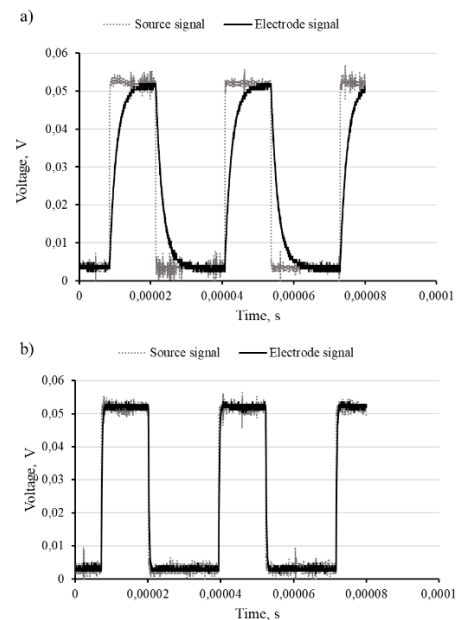 a)
Source signal Electrode signal
0,06
0,05
0,04
0,03
0,02
0,01
0
Voltage, V
0 0,00002 0,00004 0,00006 0,00008 0,0001
Time, s
b)
Source signal Electrode signal
0,06
0,05
0,04
0,03
0,02
0,01
0
Voltage, V
0 0,00002 0,00004 0,00006 0,00008 0,0001
Time, s